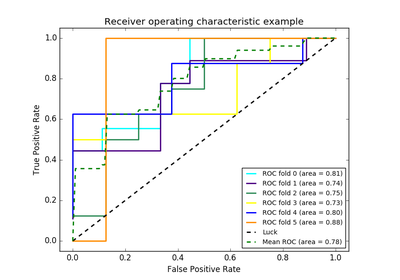 Receiver operating characteristic example
True Positive Rate
1.0
0.8
0.6
0.4
0.2
0.0
0.0 0.2 0.4 0.6 0.8 1.0
False Positive Rate
ROC fold 0 (area = 0.81)
ROC fold 1 (area = 0.74)
ROC fold 2 (area = 0.75)
ROC fold 3 (area = 0.73)
ROC fold 4 (area = 0.80)
ROC fold 5 (area = 0.88)
Luck
Mean ROC (area = 0.78)